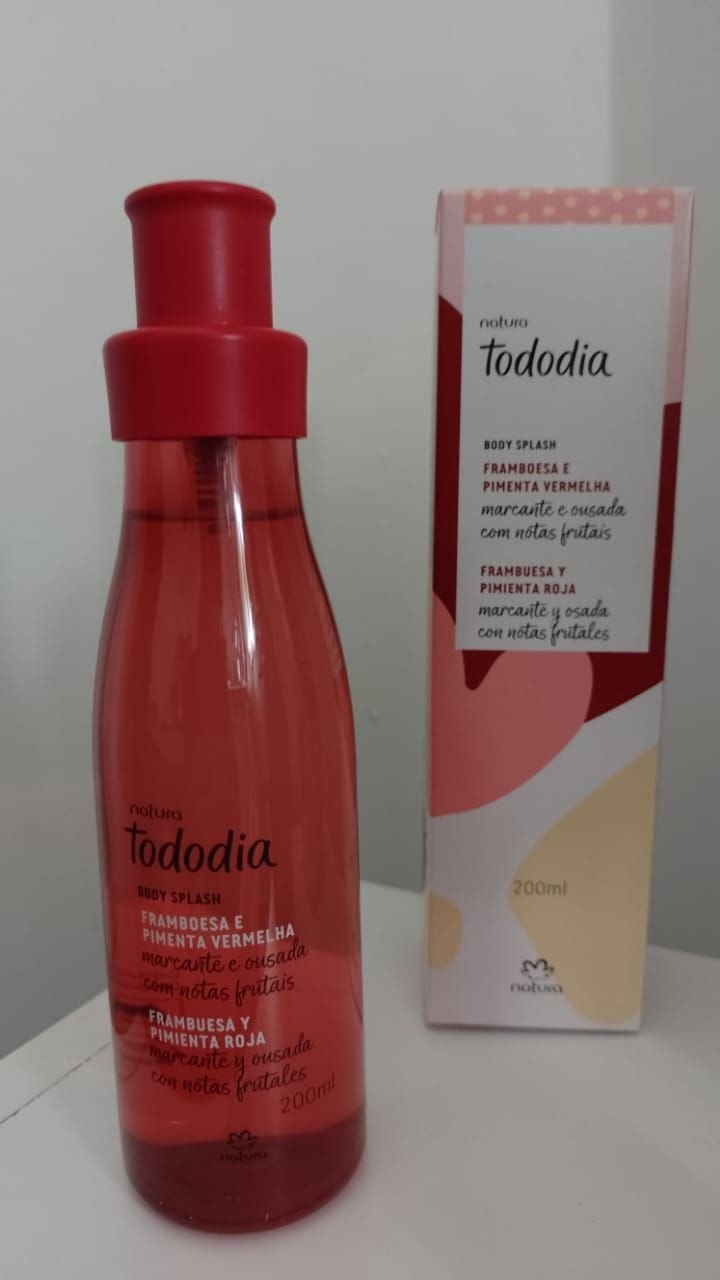 natura
tododia
BODY SPLASH
FRAMBOESA E
PIMENTA VERMELHA
marcante e ousada
com notas frutais
FRAMBUESA Y
PIMIENTA ROJA
marcante y ousada
con notas frutales
200ml
natura
natura
tododia
BODY SPLASH
FRAMBOESA E
PIMENTA VERMELHA
marcante e ousada
com notas frutais
FRAMBUESA Y
PIMIENTA ROJA
marcante y osada
con notas frutales
200ml
natura